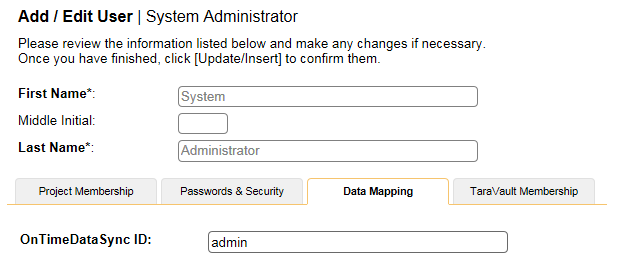 Add / Edit User | System Administrator
Please review the information listed below and make any changes if necessary.
Once you have finished, click [Update/Insert] to confirm them.
First Name*: System
Middle Initial:
Last Name*: Administrator
Project Membership Passwords & Security Data Mapping TaraVault Membership
OnTimeDataSync ID: admin